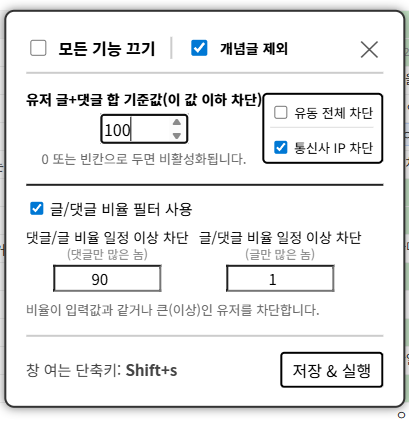 모든 기능 끄기
개념글 제외
유저 글+댓글 합 기준값(이 값 이하 차단)
100
0 또는 빈칸으로 두면 비활성화됩니다.
유동 전체 차단
통신사 IP 차단
글/댓글 비율 필터 사용
댓글/글 비율 일정 이상 차단
글/댓글 비율 일정 이상 차단
(댓글만 많은 놈)
(글만 많은 놈)
90
1
비율이 입력값과 같거나 큰(이상)인 유저를 차단합니다.
창 여는 단축키: Shift+s
저장 & 실행